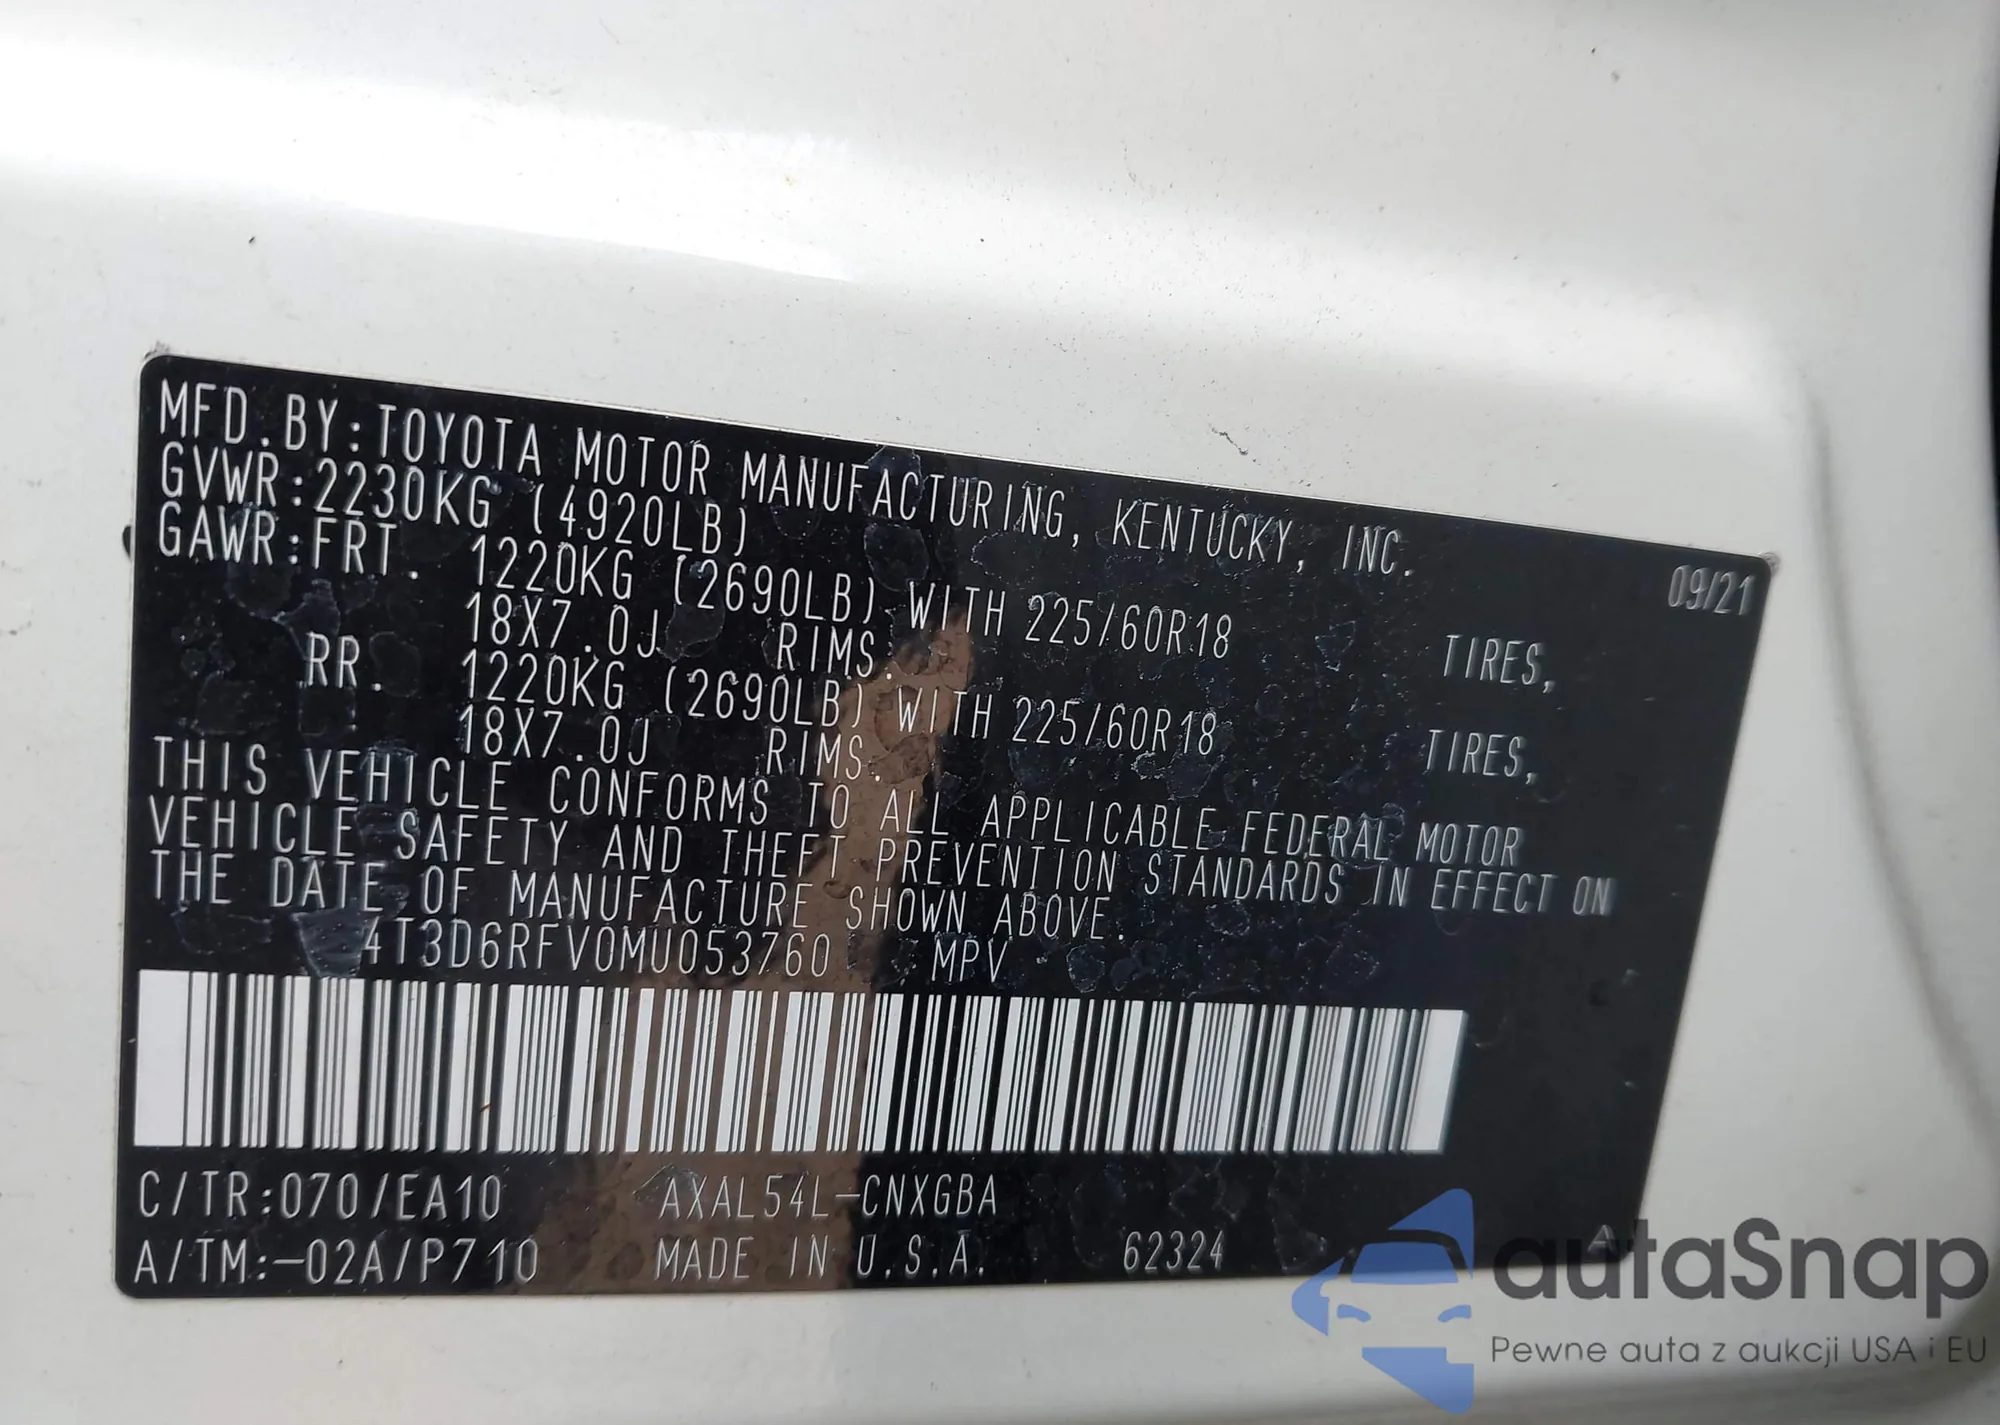 MFD.BY:TOYOTA MOTOR MANUFACTURING, KENTUCKY, INC. 09/21
GVWR:2230KG (4920LB)
GAWR:FRT. 1220KG (2690LB) WITH 225/60R18 TIRES,
18X7.0J RIMS.
RR. 1220KG (2690LB) WITH 225/60R18 TIRES,
18X7.0J RIMS.
THIS VEHICLE CONFORMS TO ALL APPLICABLE FEDERAL MOTOR
VEHICLE SAFETY AND THEFT PREVENTION STANDARDS IN EFFECT ON
THE DATE OF MANUFACTURE SHOWN ABOVE.
4T3D6RFV0MU053760 MPV
C/TR:070/EA10 AXAL54L-CNXGBA
A/TM:-02A/P710 MADE IN U.S.A. 62324
autaSnap
Pewne auta z aukcji USA i EU